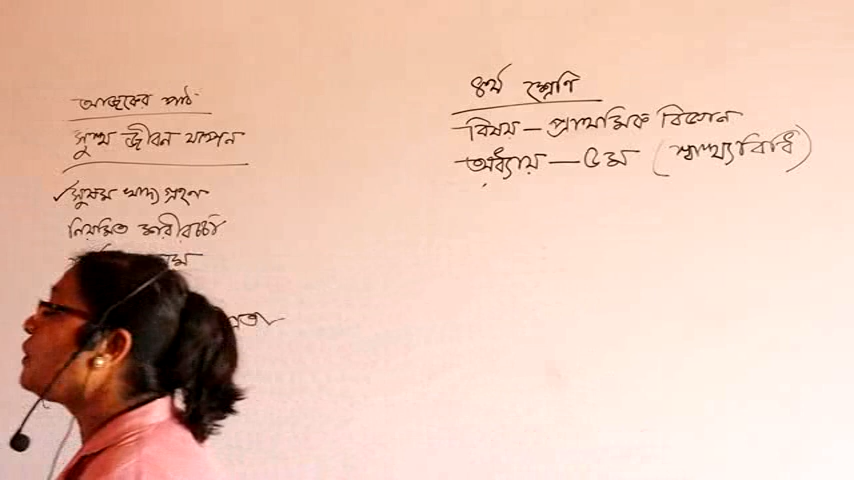 আজকের পাঠ
সুস্থ জীবন যাপন
সুষম খাদ্য গ্রহণ
নিয়মিত শরীরচর্চা
৪র্থ শ্রেণি
বিষয় – প্রাথমিক বিজ্ঞান
অধ্যায় – ৫ম (স্বাস্থ্যবিধি)